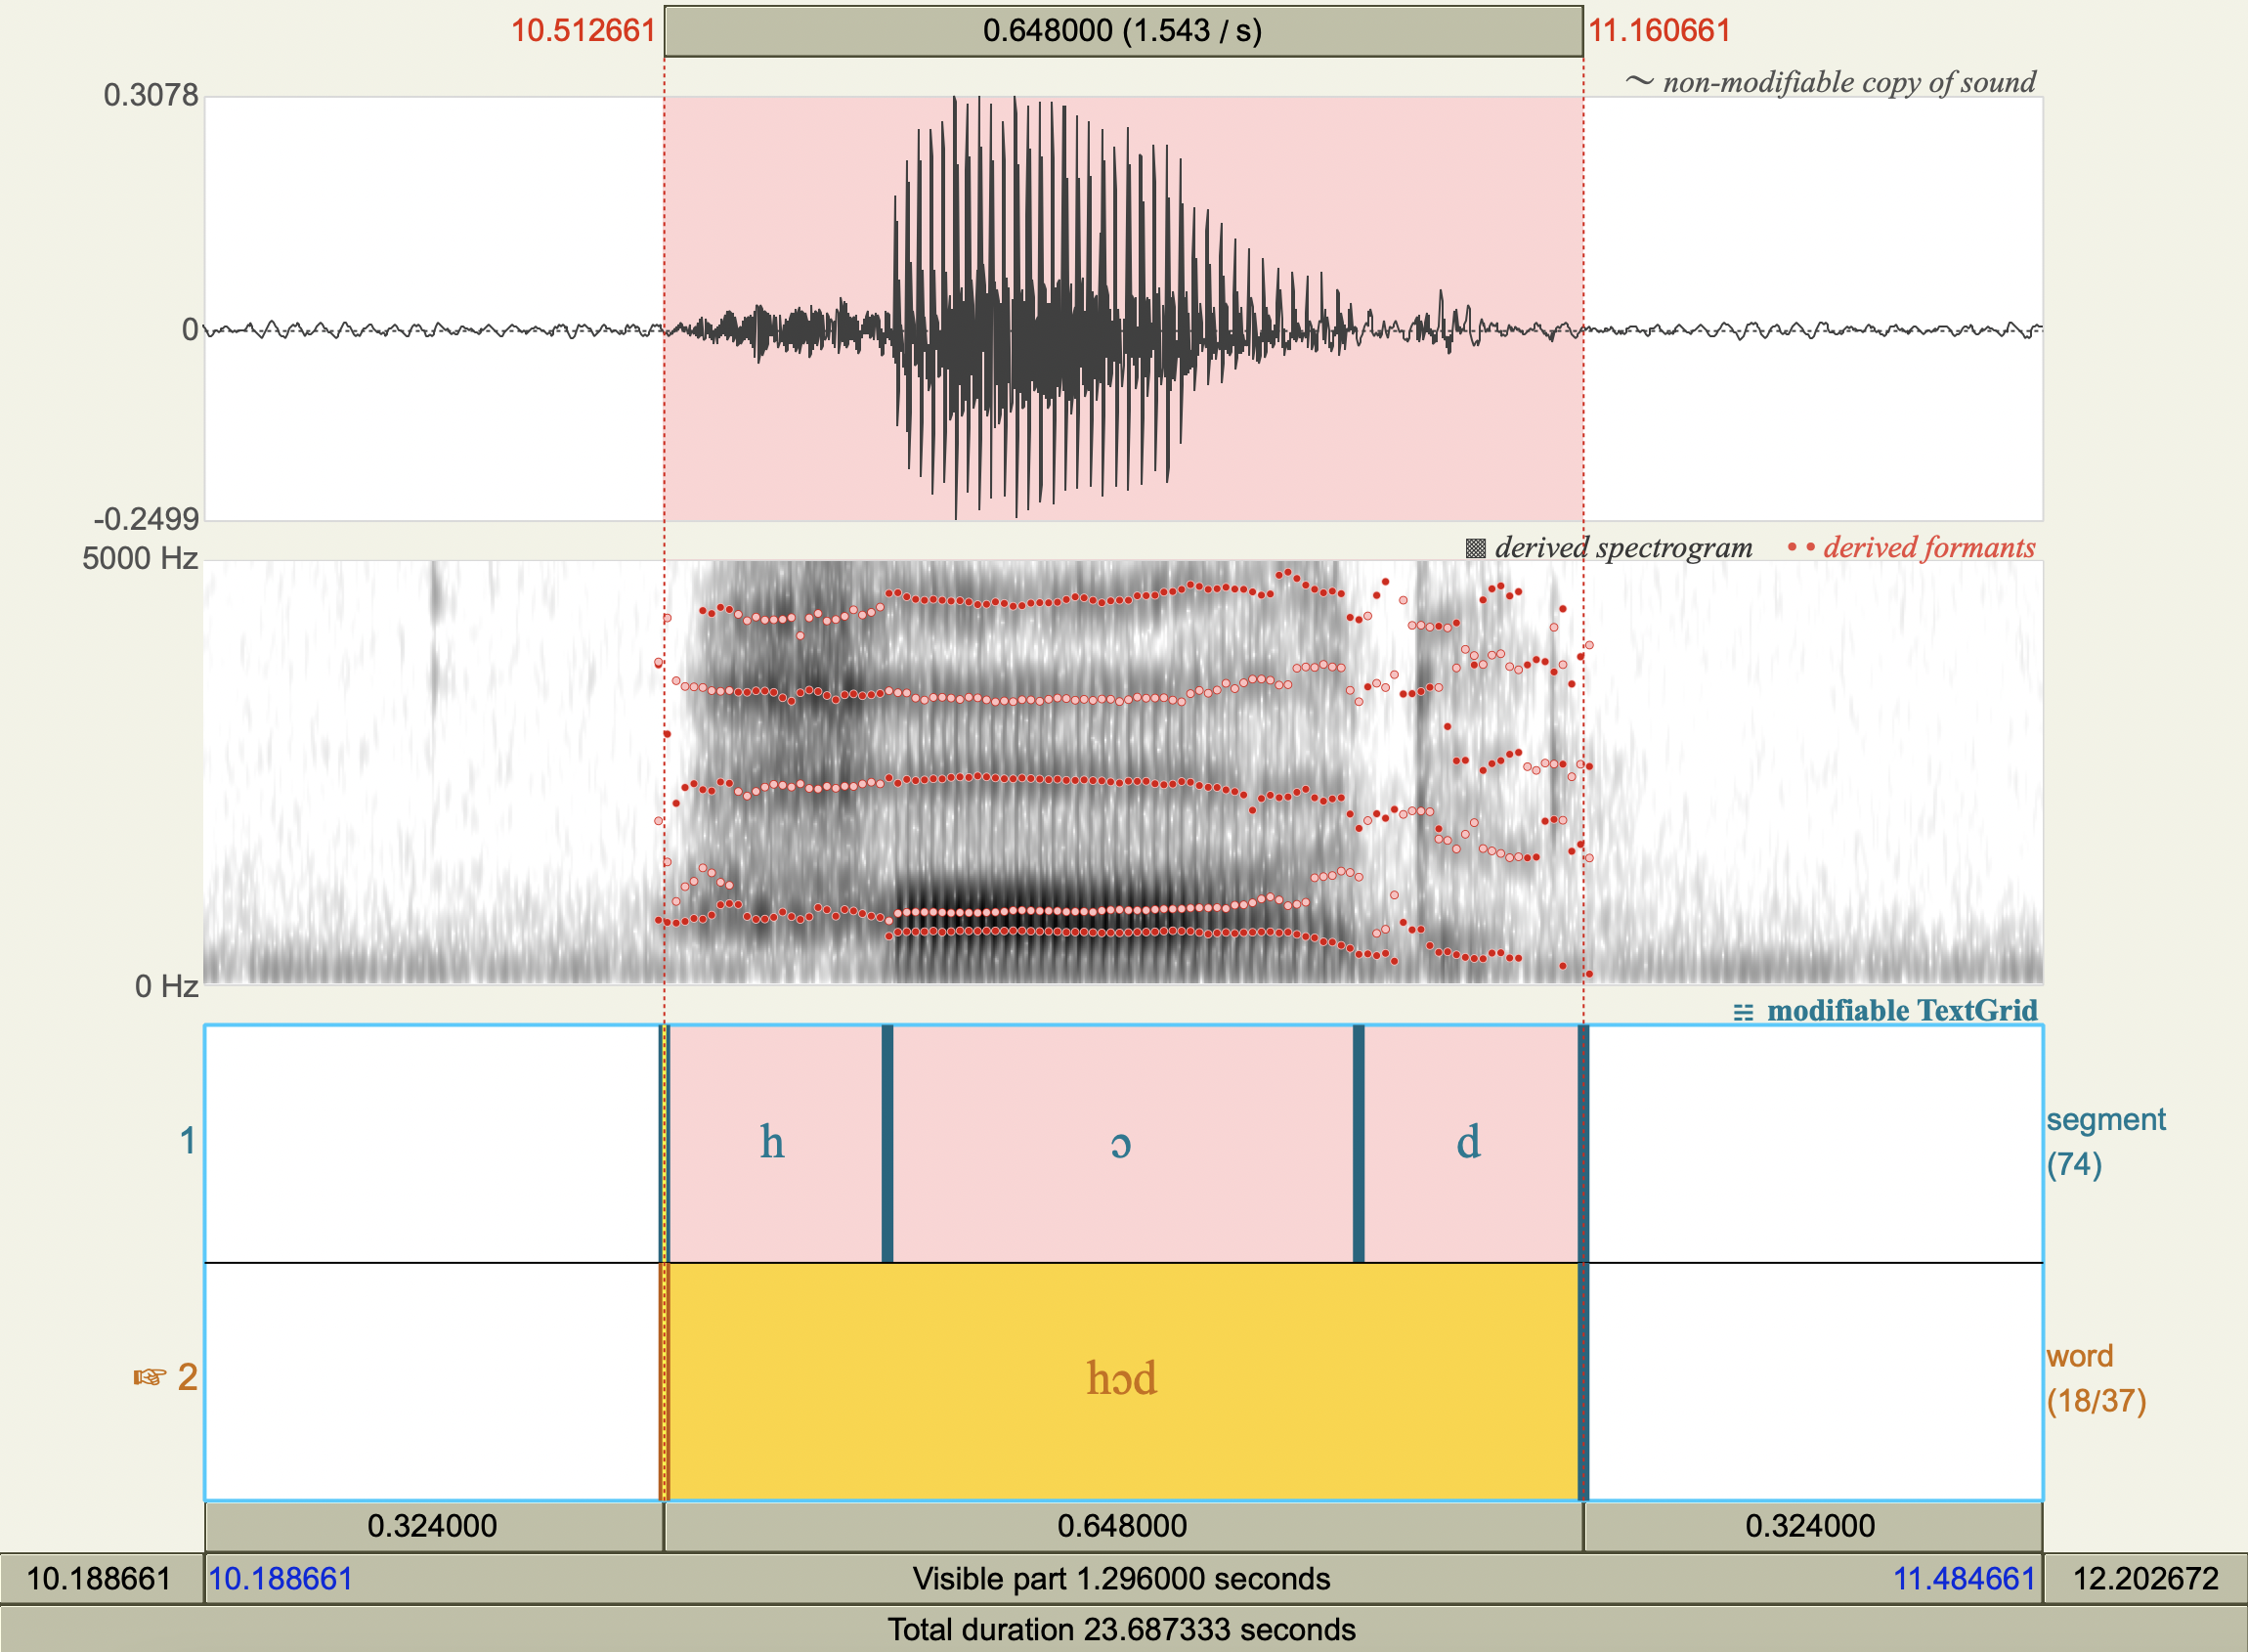 10.512661 0.648000 (1.543 / s) 11.160661
0.3078 ~ non-modifiable copy of sound
0
-0.2499
5000 Hz derived spectrogram •• derived formants
0 Hz
modifiable TextGrid
1 h ɔ d segment
(74)
☞ 2 hɔd word
(18/37)
0.324000 0.648000 0.324000
10.188661 10.188661 Visible part 1.296000 seconds 11.484661 12.202672
Total duration 23.687333 seconds